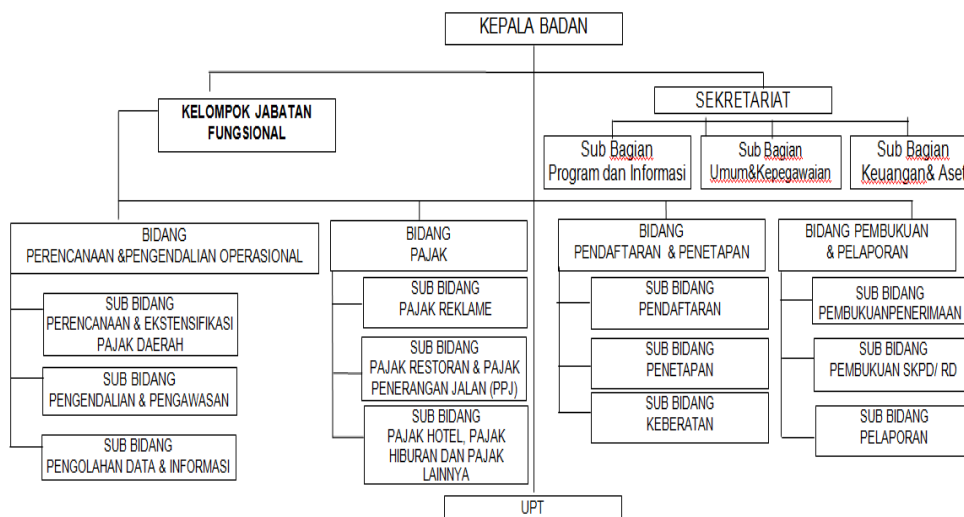 KEPALA BADAN
KELOMPOK JABATAN
FUNGSIONAL
SEKRETARIAT
Sub Bagian
Program dan Informasi
Sub Bagian
Umum&Kepegawaian
Sub Bagian
Keuangan& Aset
BIDANG
PERENCANAAN &PENGENDALIAN OPERASIONAL
SUB BIDANG
PERENCANAAN & EKSTENSIFIKASI
PAJAK DAERAH
SUB BIDANG
PENGENDALIAN & PENGAWASAN
SUB BIDANG
PENGOLAHAN DATA & INFORMASI
BIDANG
PAJAK
SUB BIDANG
PAJAK REKLAME
SUB BIDANG
PAJAK RESTORAN & PAJAK
PENERANGAN JALAN (PPJ)
SUB BIDANG
PAJAK HOTEL, PAJAK
HIBURAN DAN PAJAK
LAINNYA
BIDANG
PENDAFTARAN & PENETAPAN
SUB BIDANG
PENDAFTARAN
SUB BIDANG
PENETAPAN
SUB BIDANG
KEBERATAN
BIDANG PEMBUKUAN
& PELAPORAN
SUB BIDANG
PEMBUKUANPENERIMAAN
SUB BIDANG
PEMBUKUAN SKPD/ RD
SUB BIDANG
PELAPORAN
UPT